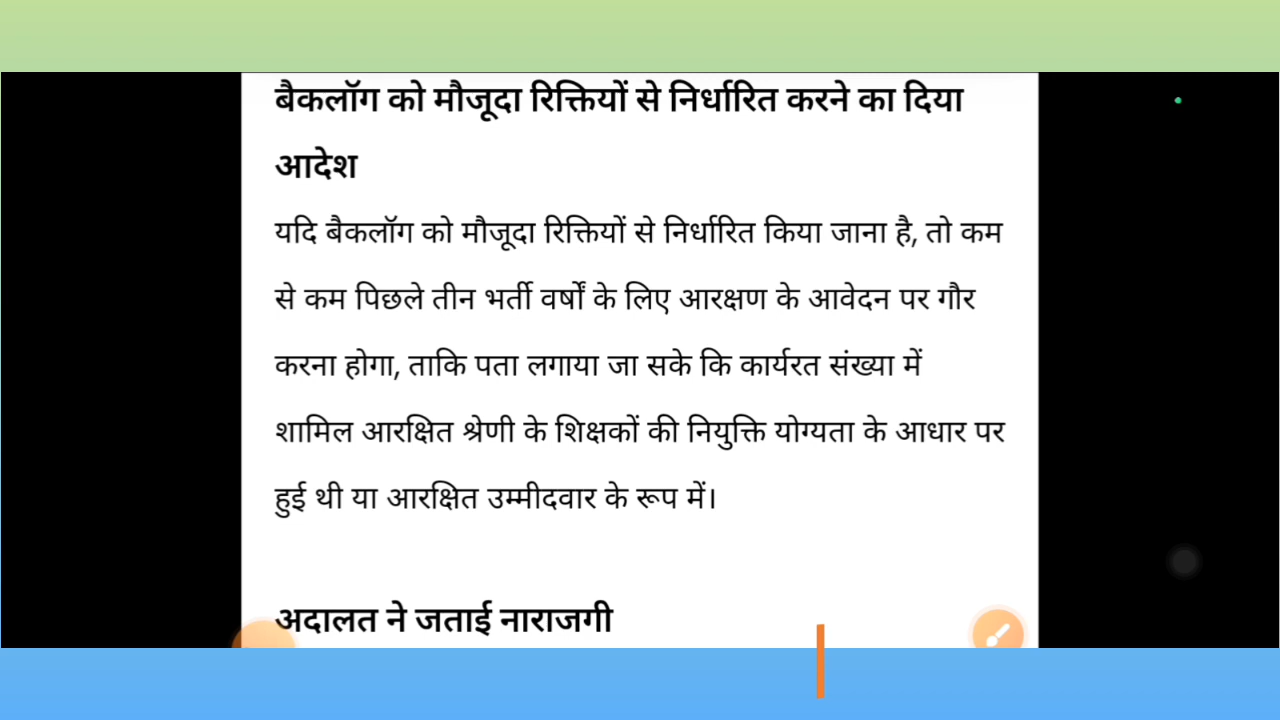 बैकलॉग को मौजूदा रिक्तियों से निर्धारित करने का दिया
आदेश
यदि बैकलॉग को मौजूदा रिक्तियों से निर्धारित किया जाना है, तो कम
से कम पिछले तीन भर्ती वर्षों के लिए आरक्षण के आवेदन पर गौर
करना होगा, ताकि पता लगाया जा सके कि कार्यरत संख्या में
शामिल आरक्षित श्रेणी के शिक्षकों की नियुक्ति योग्यता के आधार पर
हुई थी या आरक्षित उम्मीदवार के रूप में।
अदालत ने जताई नाराजगी